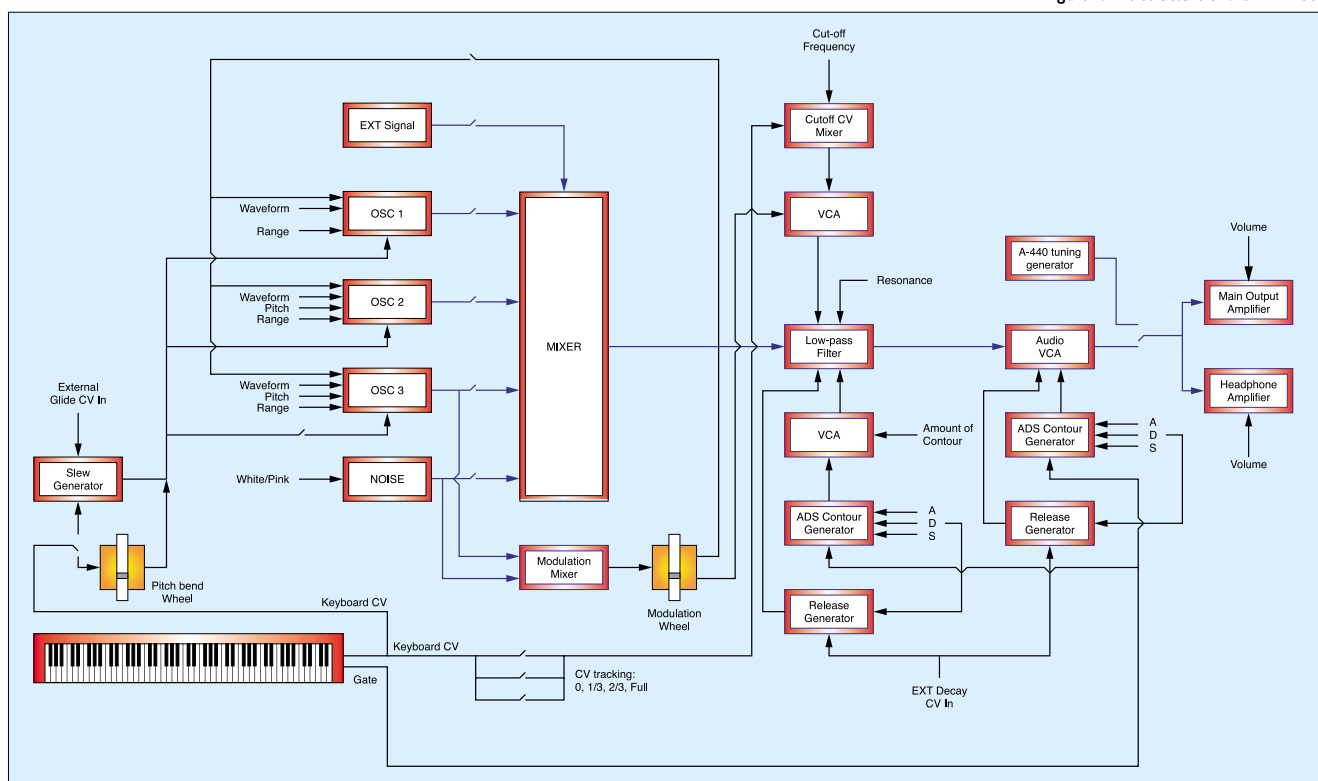 Cut-off
Frequency
EXT Signal
Cutoff CV
Mixer
OSC 1
Waveform
Range
VCA
A-440 tuning
generator
Volume
Main Output
Amplifier
Resonance
OSC 2
Waveform
Pitch
Range
MIXER
Low-pass
Filter
Audio
VCA
OSC 3
Waveform
Pitch
Range
Headphone
Amplifier
External
Glide CV In
VCA
Amount of
Contour
ADS Contour
Generator
A
D
S
Volume
Slew
Generator
White/Pink
NOISE
ADS Contour
Generator
A
D
S
Release
Generator
Modulation
Mixer
Pitch bend
Wheel
Modulation
Wheel
Release
Generator
Keyboard CV
Keyboard CV
Gate
CV tracking:
0, 1/3, 2/3, Full
EXT Decay
CV In